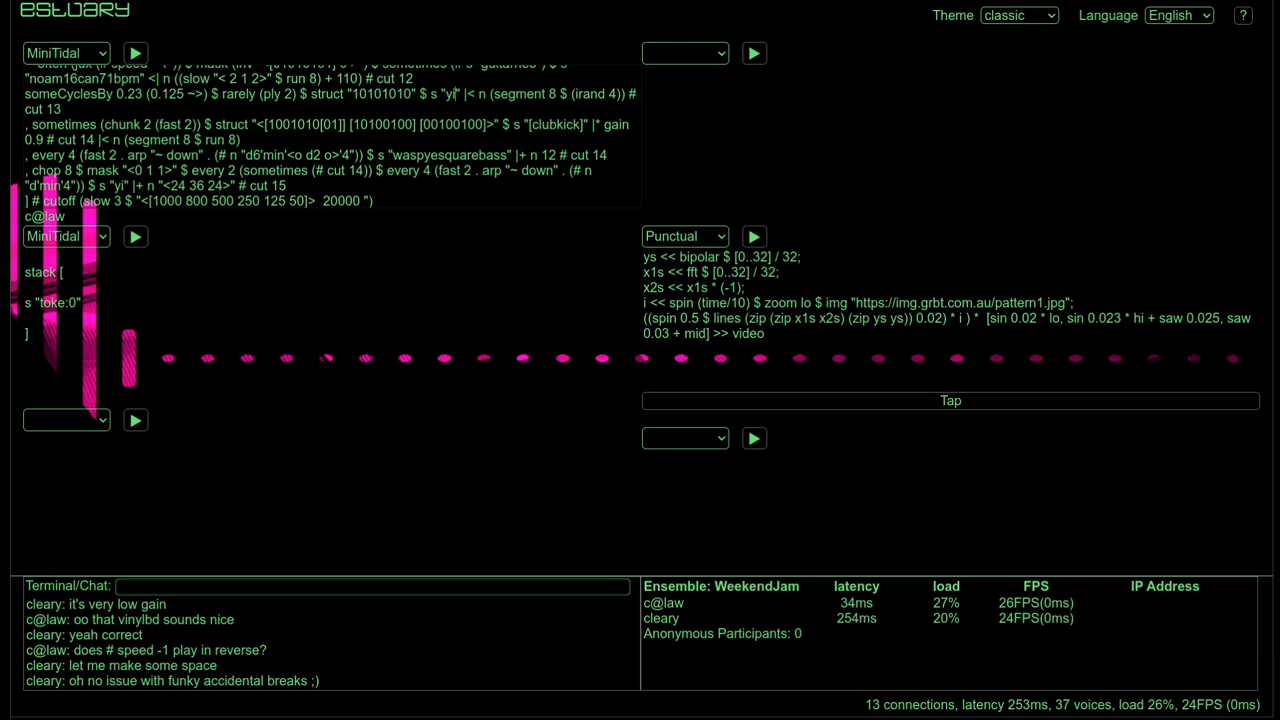 estuary
Theme classic Language English ?
MiniTidal
"noam16can71bpm" <| n ((slow "< 2 1 2>" $ run 8) + 110) # cut 12
someCyclesBy 0.23 (0.125 ~>) $ rarely (ply 2) $ struct "10101010" $ s "yi" |< n (segment 8 $ (irand 4)) #
cut 13
, sometimes (chunk 2 (fast 2)) $ struct "<[1001010[01]] [10100100] [00100100]>" $ s "[clubkick]" |* gain
0.9 # cut 14 |< n (segment 8 $ run 8)
, every 4 (fast 2 . arp "~ down" . (# n "d6'min'<o d2 o>'4")) $ s "waspyesquarebass" |+ n 12 # cut 14
, chop 8 $ mask "<0 1 1>" $ every 2 (sometimes (# cut 14)) $ every 4 (fast 2 . arp "~ down" . (# n
"d'min'4")) $ s "yi" |+ n "<24 36 24>" # cut 15
] # cutoff (slow 3 $ "<[1000 800 500 250 125 50]>  20000 ")
c@law
MiniTidal
stack [
s "toke:0"
]
Punctual
ys << bipolar $ [0..32] / 32;
x1s << fft $ [0..32] / 32;
x2s << x1s * (-1);
i << spin (time/10) $ zoom lo $ img "https://img.grbt.com.au/pattern1.jpg";
((spin 0.5 $ lines (zip (zip x1s x2s) (zip ys ys)) 0.02) * i ) *  [sin 0.02 * lo, sin 0.023 * hi + saw 0.025, saw
0.03 + mid] >> video
Tap
Terminal/Chat:
cleary: it's very low gain
c@law: oo that vinylbd sounds nice
cleary: yeah correct
c@law: does # speed -1 play in reverse?
cleary: let me make some space
cleary: oh no issue with funky accidental breaks ;)
Ensemble: WeekendJam latency load FPS IP Address
c@law 34ms 27% 26FPS(0ms)
cleary 254ms 20% 24FPS(0ms)
Anonymous Participants: 0
13 connections, latency 253ms, 37 voices, load 26%, 24FPS (0ms)